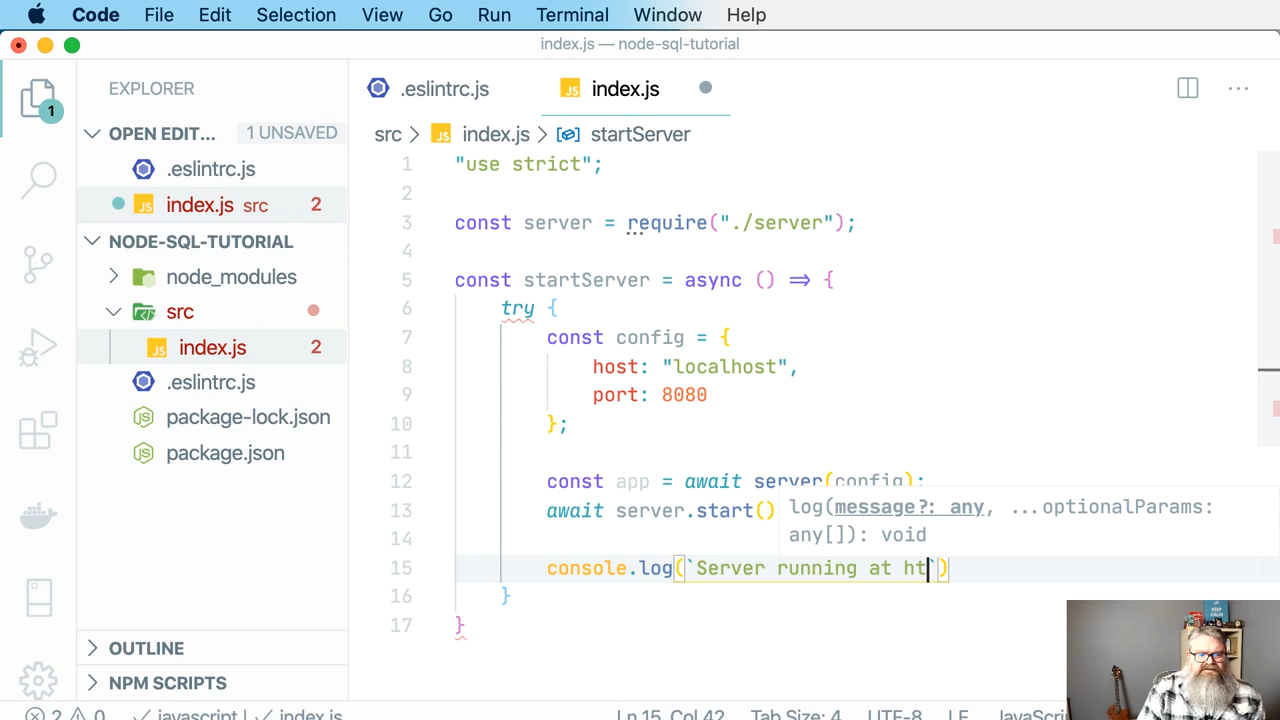 Code File Edit Selection View Go Run Terminal Window Help
index.js — node-sql-tutorial
EXPLORER
.eslintrc.js
index.js
1
OPEN EDIT... 1 UNSAVED
src index.js startServer
.eslintrc.js
index.js src 2
NODE-SQL-TUTORIAL
node_modules
src
index.js 2
.eslintrc.js
package-lock.json
package.json
OUTLINE
NPM SCRIPTS
1 "use strict";
2
3 const server = require("./server");
4
5 const startServer = async () => {
6 try {
7 const config = {
8 host: "localhost",
9 port: 8080
10 };
11
12 const app = await server(config);
13 await server.start()
log(message?: any, ...optionalParams:
any[]): void
14
15 console.log(`Server running at ht`)
16 }
17 }
2 0 javascript index.js Ln 15, Col 42 Tab Size: 4 UTF-8 LF